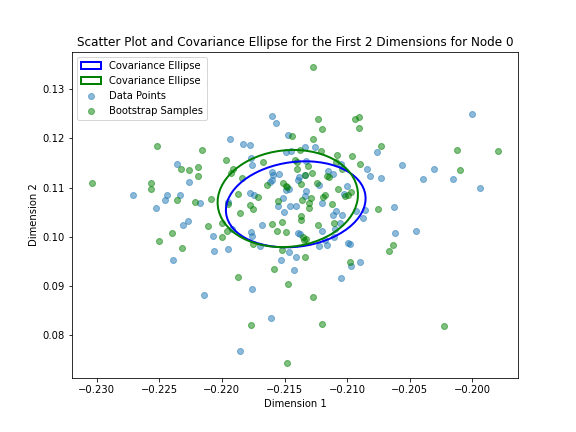 Scatter Plot and Covariance Ellipse for the First 2 Dimensions for Node 0
Covariance Ellipse
Covariance Ellipse
Data Points
Bootstrap Samples
0.13
0.12
0.11
0.10
0.09
0.08
Dimension 2
−0.230
−0.225
−0.220
−0.215
−0.210
−0.205
−0.200
Dimension 1